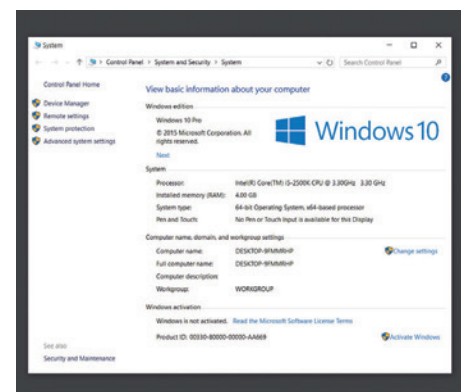 System
Control Panel > System and Security > System
Search Control Panel
Control Panel Home
Device Manager
Remote settings
System protection
Advanced system settings
See also
Security and Maintenance
View basic information about your computer
Windows edition
Windows 10 Pro
© 2015 Microsoft Corporation. All
rights reserved.
Windows 10
System
Processor: Intel(R) Core(TM) i5-2500K CPU @ 3.30GHz 3.30 GHz
Installed memory (RAM): 4.00 GB
System type: 64-bit Operating System, x64-based processor
Pen and Touch: No Pen or Touch Input is available for this Display
Computer name, domain, and workgroup settings
Computer name: DESKTOP-9FMMRHP
Change settings
Full computer name: DESKTOP-9FMMRHP
Computer description:
Workgroup: WORKGROUP
Windows activation
Windows is not activated. Read the Microsoft Software License Terms
Product ID: 00330-80000-00000-AA669
Activate Windows